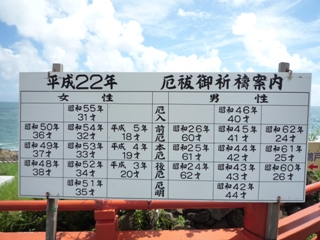 平成22年 厄祓御祈禱案内
女性 男性
昭和55年 31才 厄入 昭和46年 40才
昭和50年 36才 昭和54年 32才 平成5年 18才 前厄 昭和26年 60才 昭和45年 41才 昭和62年 24才
昭和49年 37才 昭和53年 33才 平成4年 19才 本厄 昭和25年 61才 昭和44年 42才 昭和61年 25才
昭和48年 38才 昭和52年 34才 平成3年 20才 後厄 昭和24年 62才 昭和43年 43才 昭和60年 26才
昭和51年 35才 厄明 昭和42年 44才